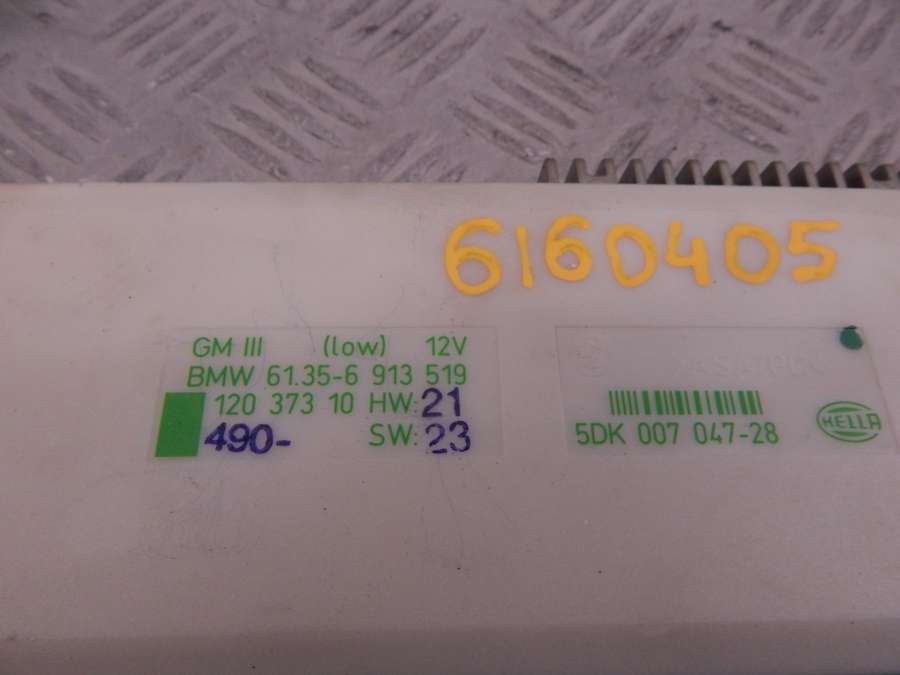 6160405
GM III (low) 12V
BMW 61.35-6 913 519
120 373 10 HW: 21
490- SW: 23
5DK 007 047-28
HELLA